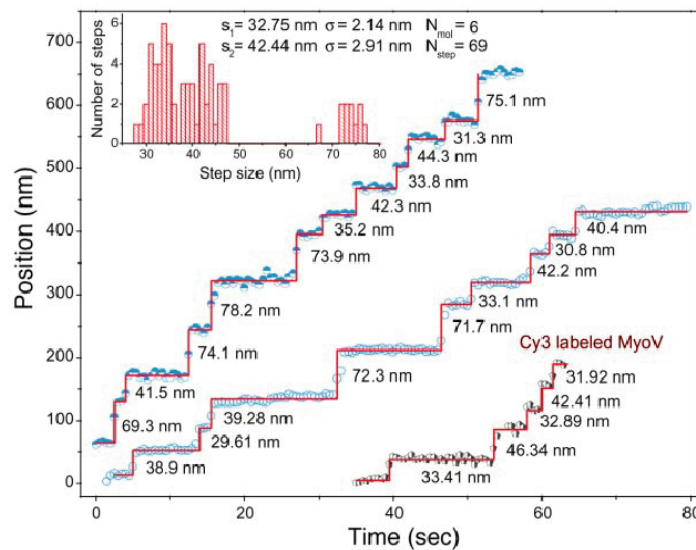 s₁= 32.75 nm σ = 2.14 nm N_mol = 6
s₂= 42.44 nm σ = 2.91 nm N_step = 69
Number of steps
6
4
2
0
30 40 50 60 70 80
Step size (nm)
Position (nm)
700
600
500
400
300
200
100
0
75.1 nm
31.3 nm
44.3 nm
33.8 nm
42.3 nm
35.2 nm
73.9 nm
78.2 nm
74.1 nm
41.5 nm
69.3 nm
40.4 nm
30.8 nm
42.2 nm
33.1 nm
71.7 nm
72.3 nm
39.28 nm
29.61 nm
38.9 nm
Cy3 labeled MyoV
31.92 nm
42.41 nm
32.89 nm
46.34 nm
33.41 nm
0 20 40 60 80
Time (sec)